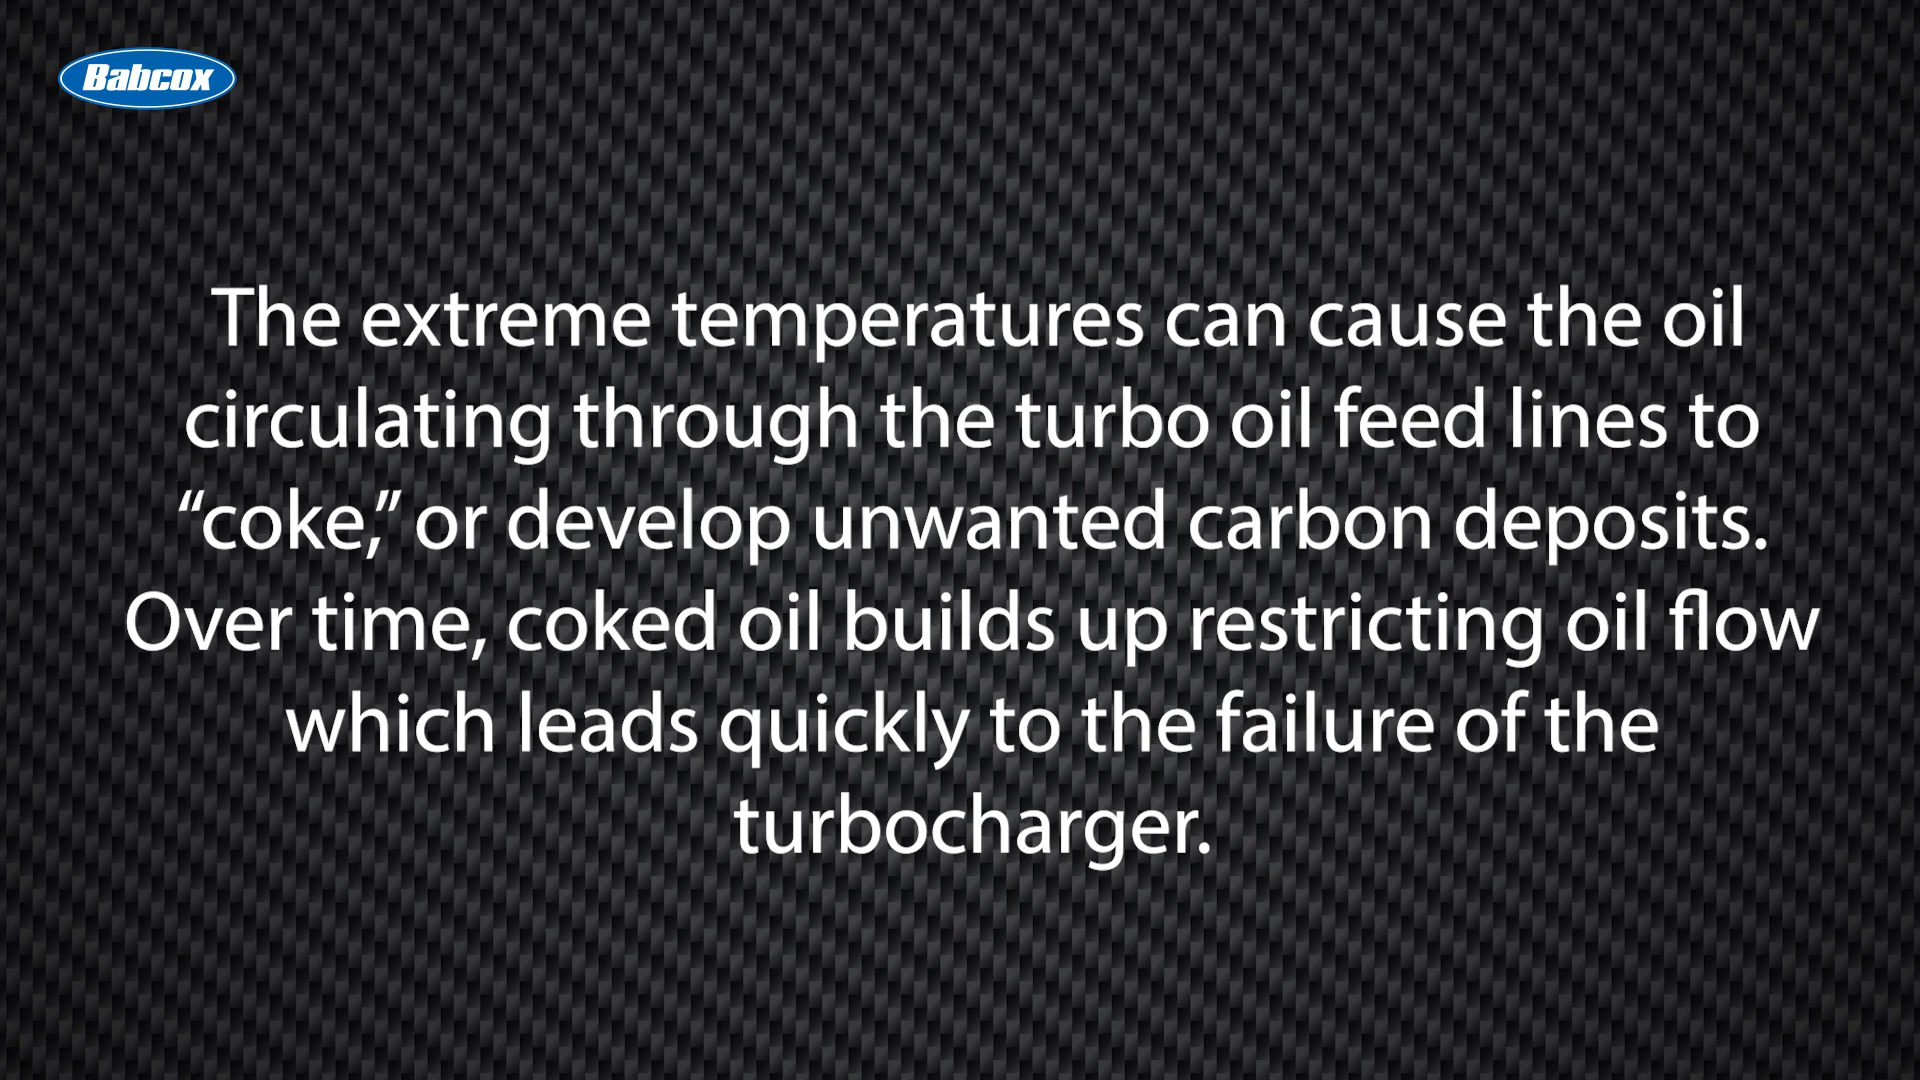 Babcox
The extreme temperatures can cause the oil
circulating through the turbo oil feed lines to
“coke,” or develop unwanted carbon deposits.
Over time, coked oil builds up restricting oil flow
which leads quickly to the failure of the
turbocharger.